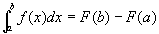 ∫ₐᵇ f(x)dx = F(b) − F(a)